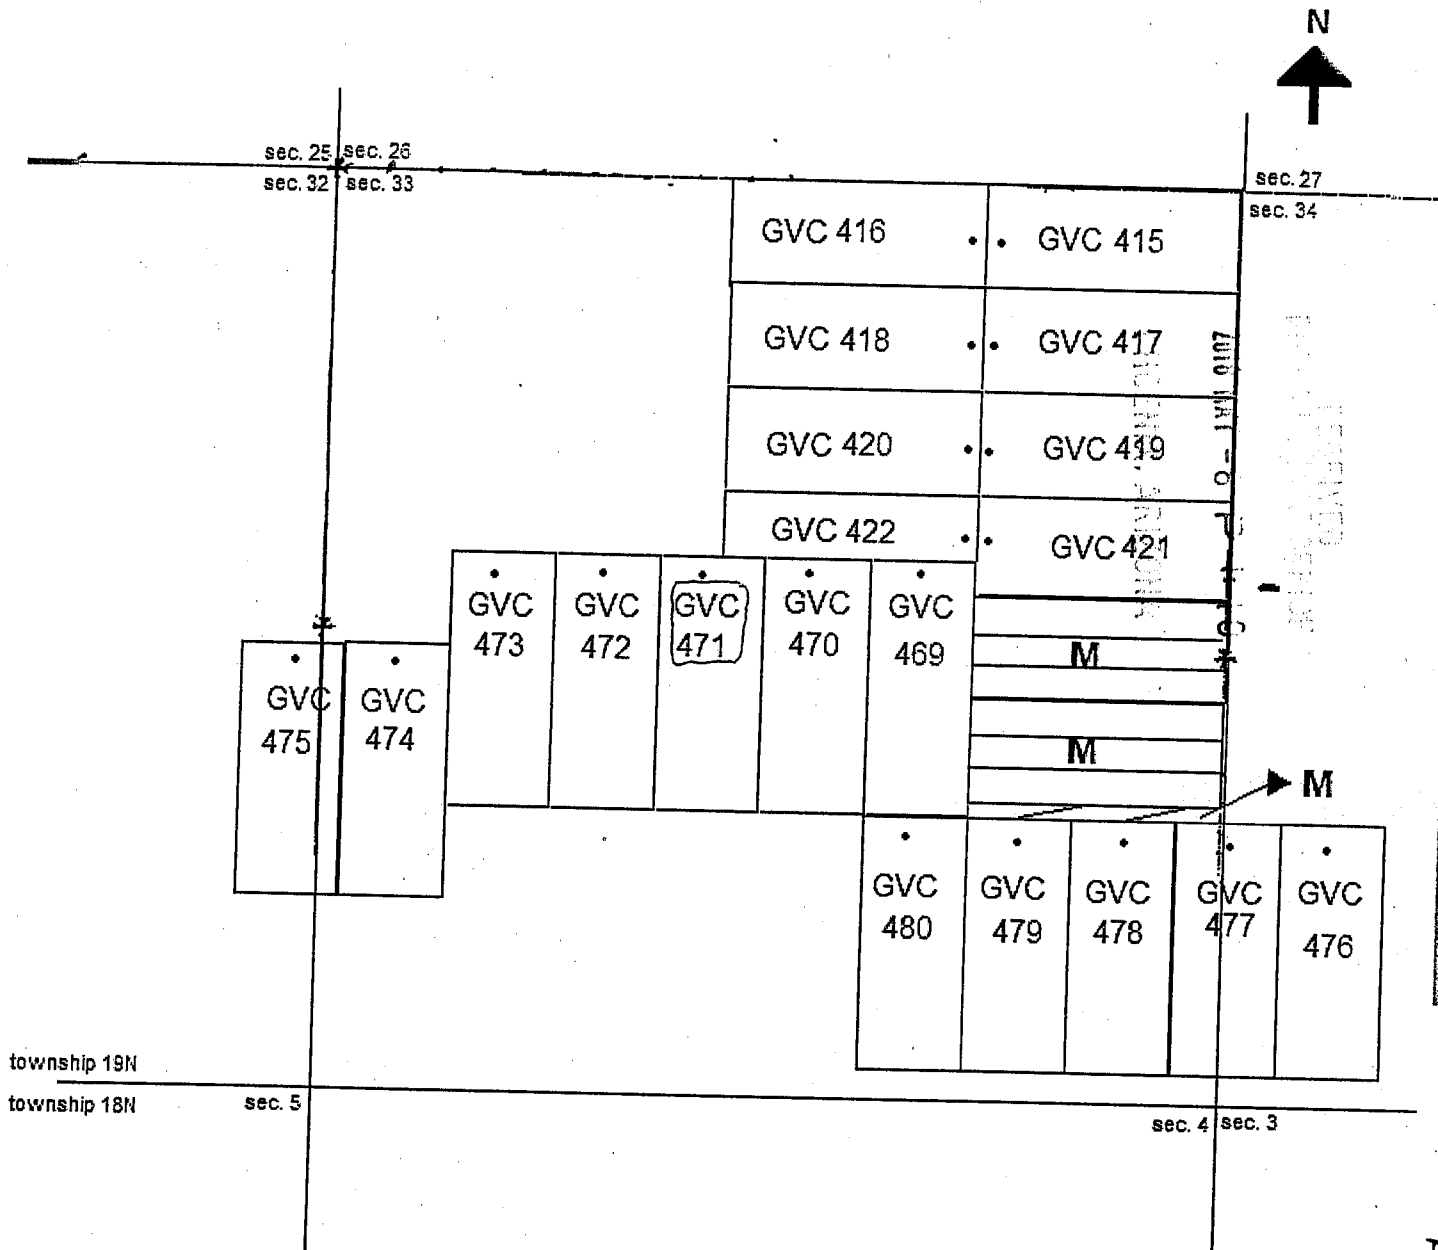 N
sec. 25 sec. 26
sec. 32 sec. 33
sec. 27
sec. 34
GVC 416
GVC 415
GVC 418
GVC 417
GVC 420
GVC 419
GVC 422
GVC 421
GVC
473
GVC
472
GVC
471
GVC
470
GVC
469
M
M
M
GVC
475
GVC
474
GVC
480
GVC
479
GVC
478
GVC
477
GVC
476
township 19N
township 18N
sec. 5
sec. 4 sec. 3